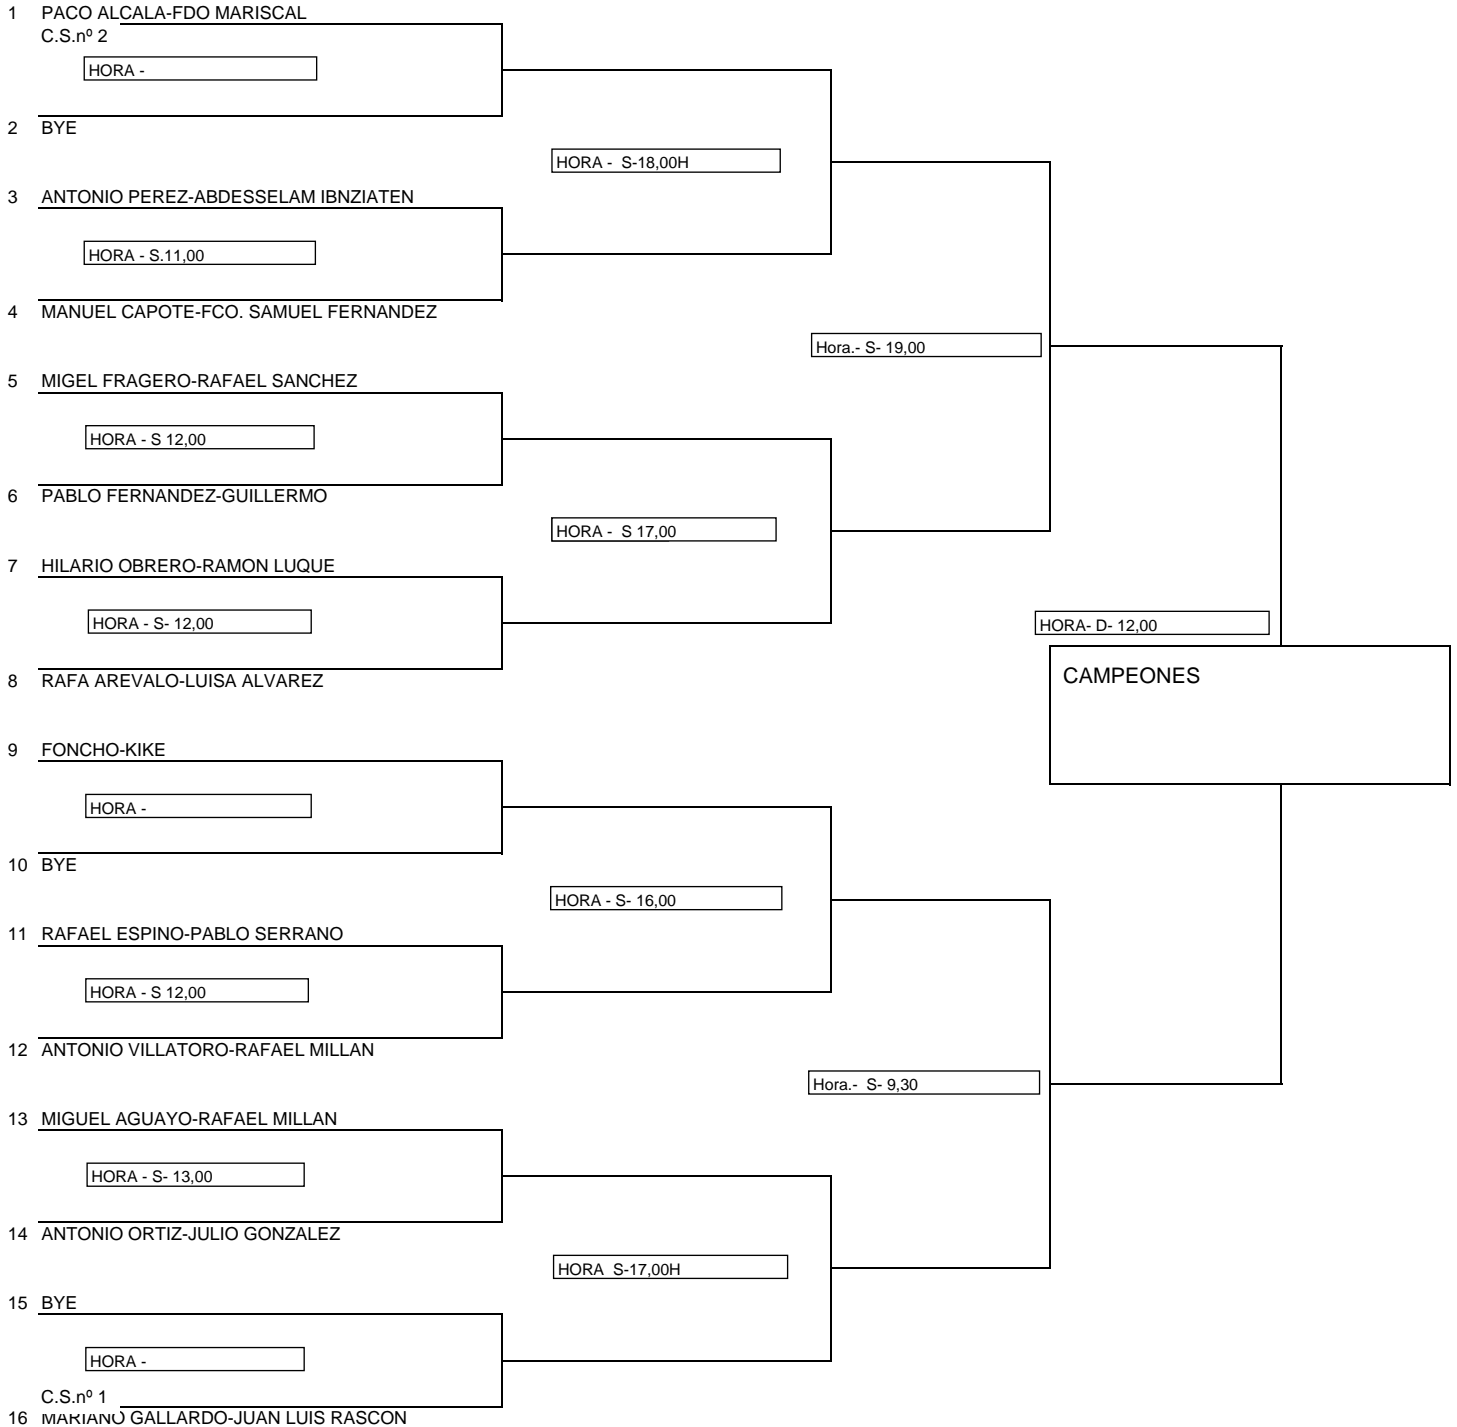 1 PACO ALCALA-FDO MARISCAL
C.S.nº 2
HORA -
2 BYE
HORA - S-18,00H
3 ANTONIO PEREZ-ABDESSELAM IBNZIATEN
HORA - S.11,00
4 MANUEL CAPOTE-FCO. SAMUEL FERNANDEZ
Hora.- S- 19,00
5 MIGEL FRAGERO-RAFAEL SANCHEZ
HORA - S 12,00
6 PABLO FERNANDEZ-GUILLERMO
HORA - S 17,00
7 HILARIO OBRERO-RAMON LUQUE
HORA - S- 12,00
HORA- D- 12,00
8 RAFA AREVALO-LUISA ALVAREZ
CAMPEONES
9 FONCHO-KIKE
HORA -
10 BYE
HORA - S- 16,00
11 RAFAEL ESPINO-PABLO SERRANO
HORA - S 12,00
12 ANTONIO VILLATORO-RAFAEL MILLAN
Hora.- S- 9,30
13 MIGUEL AGUAYO-RAFAEL MILLAN
HORA - S- 13,00
14 ANTONIO ORTIZ-JULIO GONZALEZ
HORA S-17,00H
15 BYE
HORA -
C.S.nº 1
16 MARIANO GALLARDO-JUAN LUIS RASCON